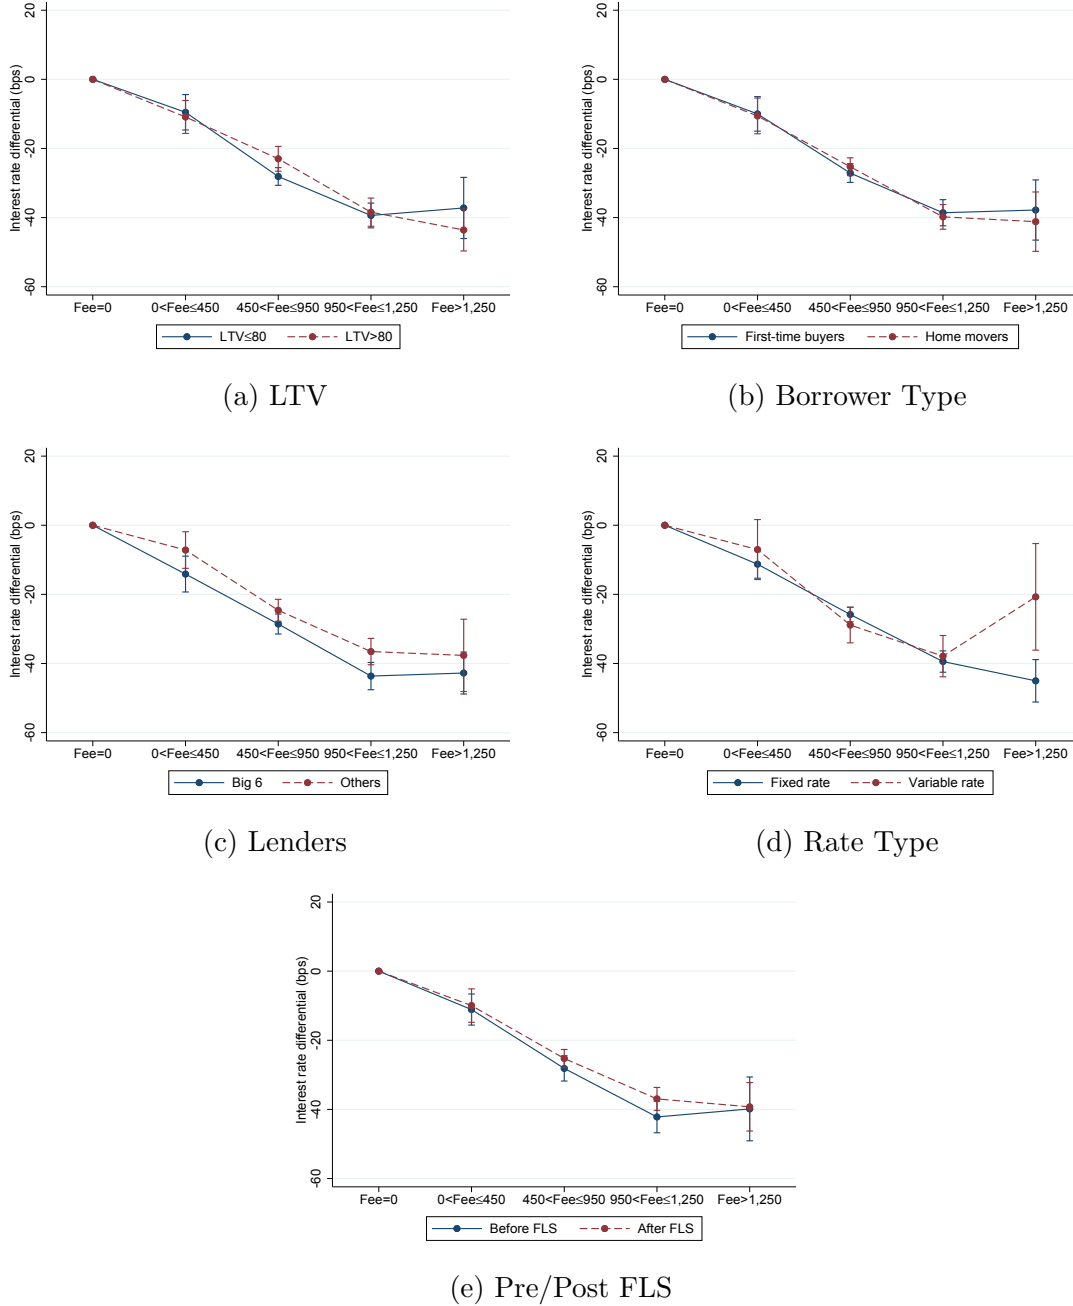 Interest rate differential (bps)
20
0
-20
-40
-60
Fee=0
0<Fee≤450
450<Fee≤950
950<Fee≤1,250
Fee>1,250
LTV≤80
LTV>80
(a) LTV
Interest rate differential (bps)
20
0
-20
-40
-60
Fee=0
0<Fee≤450
450<Fee≤950
950<Fee≤1,250
Fee>1,250
First-time buyers
Home movers
(b) Borrower Type
Interest rate differential (bps)
20
0
-20
-40
-60
Fee=0
0<Fee≤450
450<Fee≤950
950<Fee≤1,250
Fee>1,250
Big 6
Others
(c) Lenders
Interest rate differential (bps)
20
0
-20
-40
-60
Fee=0
0<Fee≤450
450<Fee≤950
950<Fee≤1,250
Fee>1,250
Fixed rate
Variable rate
(d) Rate Type
Interest rate differential (bps)
20
0
-20
-40
-60
Fee=0
0<Fee≤450
450<Fee≤950
950<Fee≤1,250
Fee>1,250
Before FLS
After FLS
(e) Pre/Post FLS